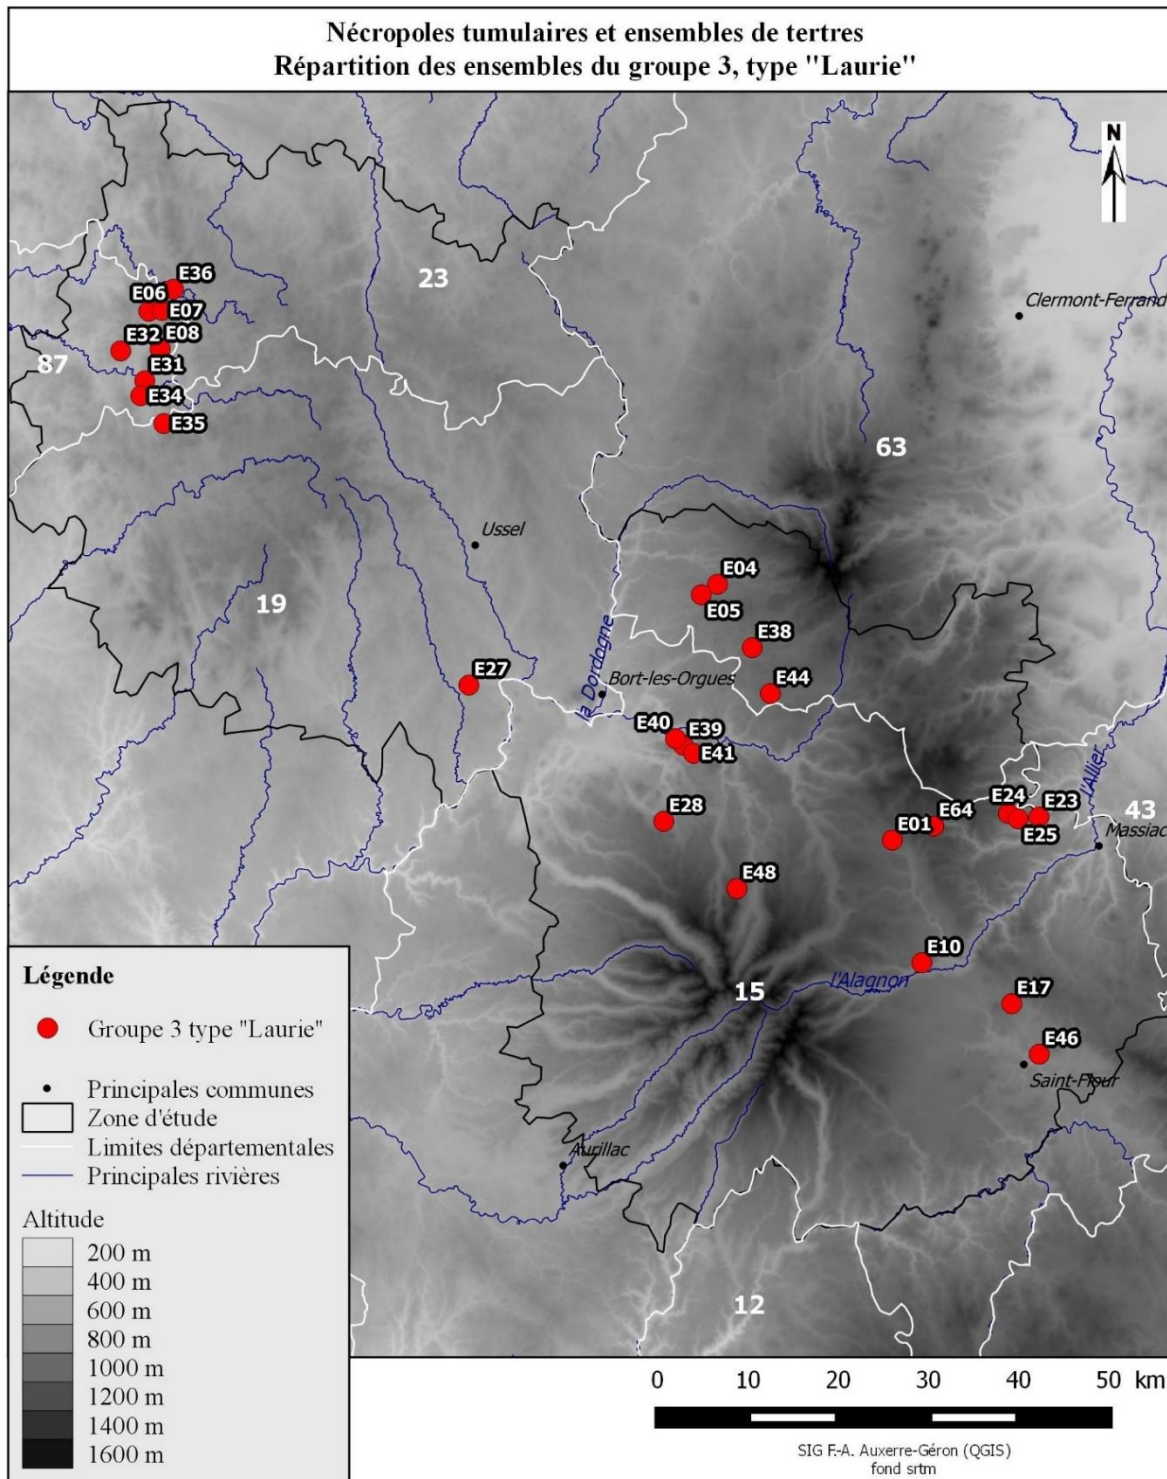 Nécropoles tumulaires et ensembles de tertres
Répartition des ensembles du groupe 3, type "Laurie"
N
E36
23
E06
E07
Clermont-Ferrand
E32
E08
87
E31
E34
E35
63
Ussel
E04
19
E05
E38
la Dordogne
E27
Bort-les-Orgues
E44
E40
E39
E41
l'Allier
E28
E24
E23
43
E01
E64
E25
Massiac
E48
E10
l'Alagnon
15
E17
E46
Saint-Flour
Aurillac
12
Légende
Groupe 3 type "Laurie"
Principales communes
Zone d'étude
Limites départementales
Principales rivières
Altitude
200 m
400 m
600 m
800 m
1000 m
1200 m
1400 m
1600 m
0 10 20 30 40 50 km
SIG F.-A. Auxerre-Géron (QGIS)
fond srtm